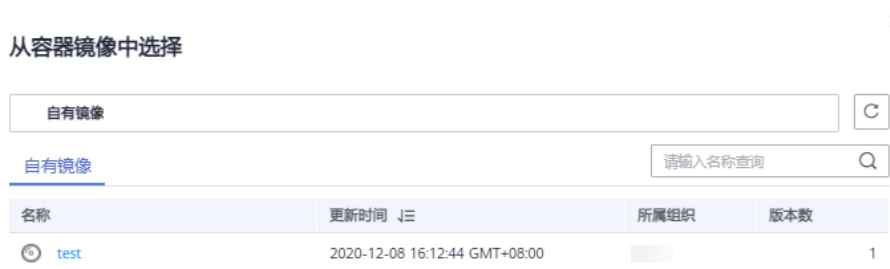 从容器镜像中选择
自有镜像
自有镜像
请输入名称查询
名称 更新时间 所属组织 版本数
test 2020-12-08 16:12:44 GMT+08:00 1